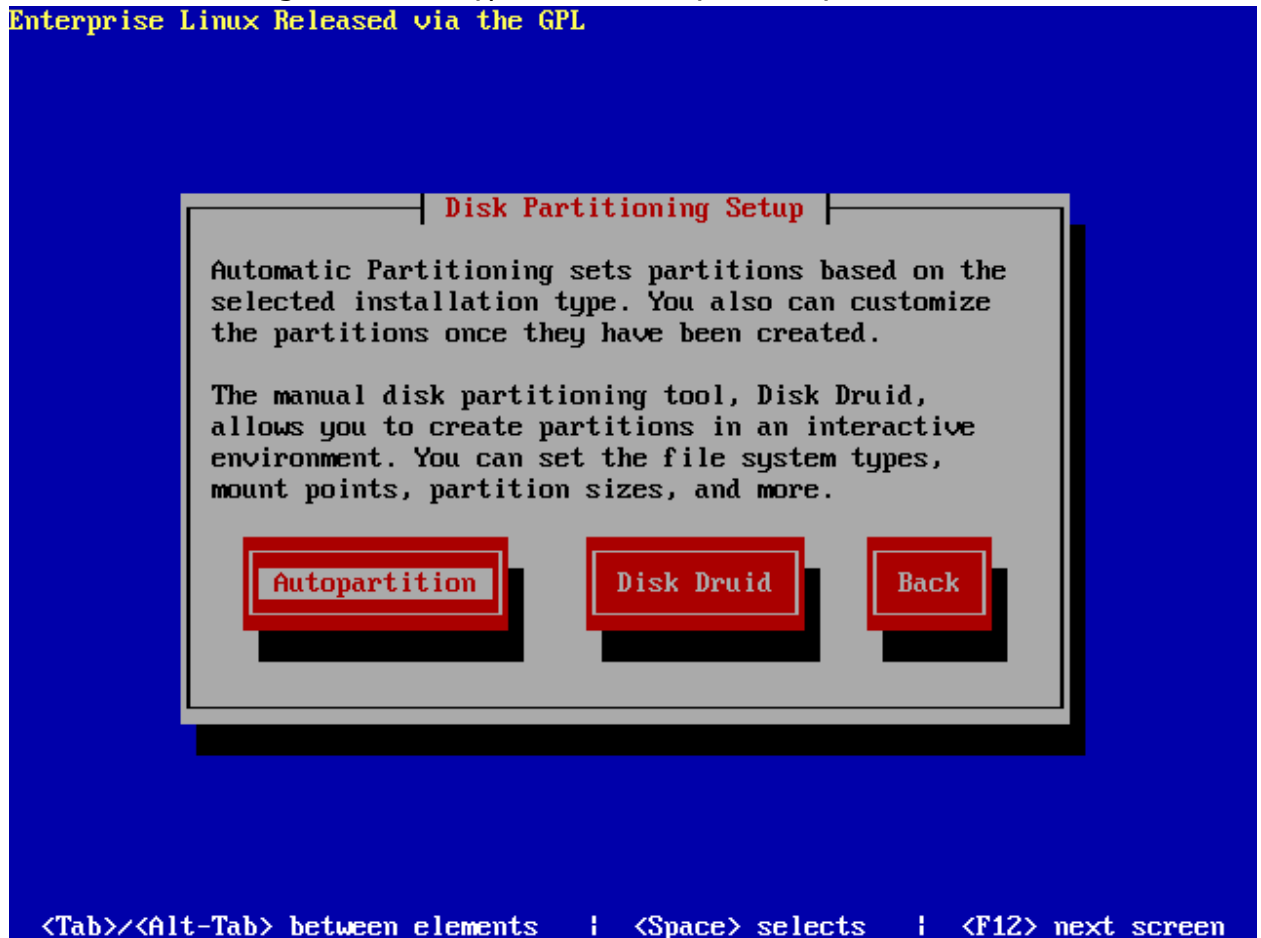 Enterprise Linux Released via the GPL
Disk Partitioning Setup
Automatic Partitioning sets partitions based on the
selected installation type. You also can customize
the partitions once they have been created.
The manual disk partitioning tool, Disk Druid,
allows you to create partitions in an interactive
environment. You can set the file system types,
mount points, partition sizes, and more.
Autopartition Disk Druid Back
<Tab>/<Alt-Tab> between elements | <Space> selects | <F12> next screen